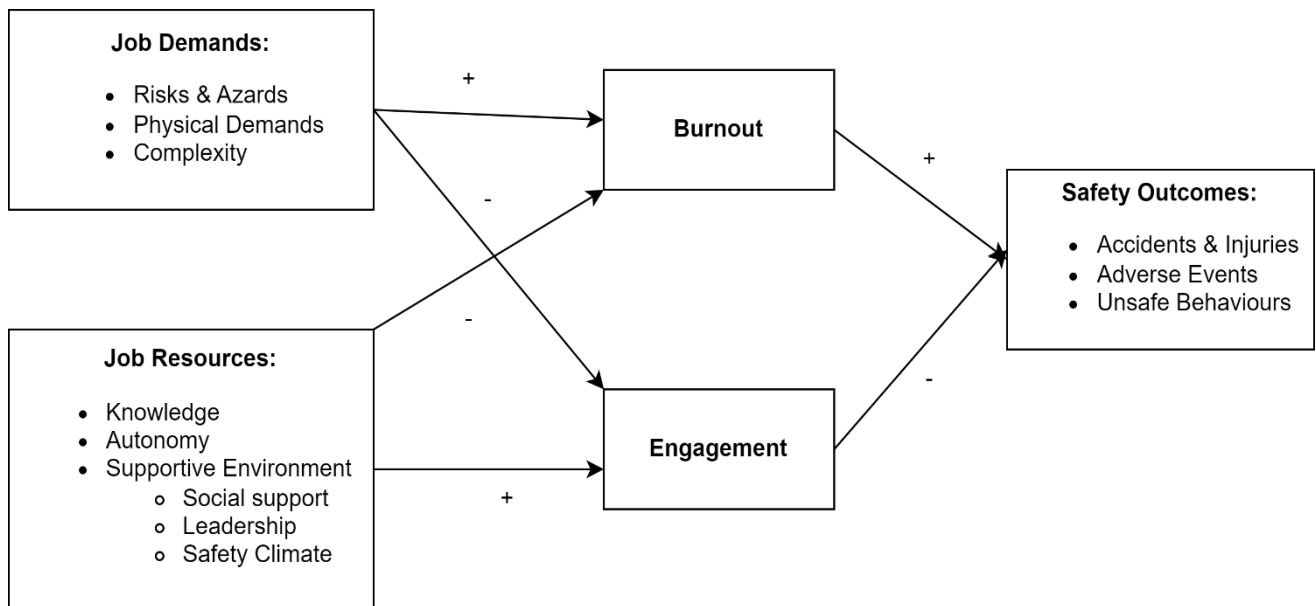 Job Demands:
• Risks & Azards
• Physical Demands
• Complexity
+
-
-
+
Job Resources:
• Knowledge
• Autonomy
• Supportive Environment
o Social support
o Leadership
o Safety Climate
Burnout
Engagement
+
-
Safety Outcomes:
• Accidents & Injuries
• Adverse Events
• Unsafe Behaviours